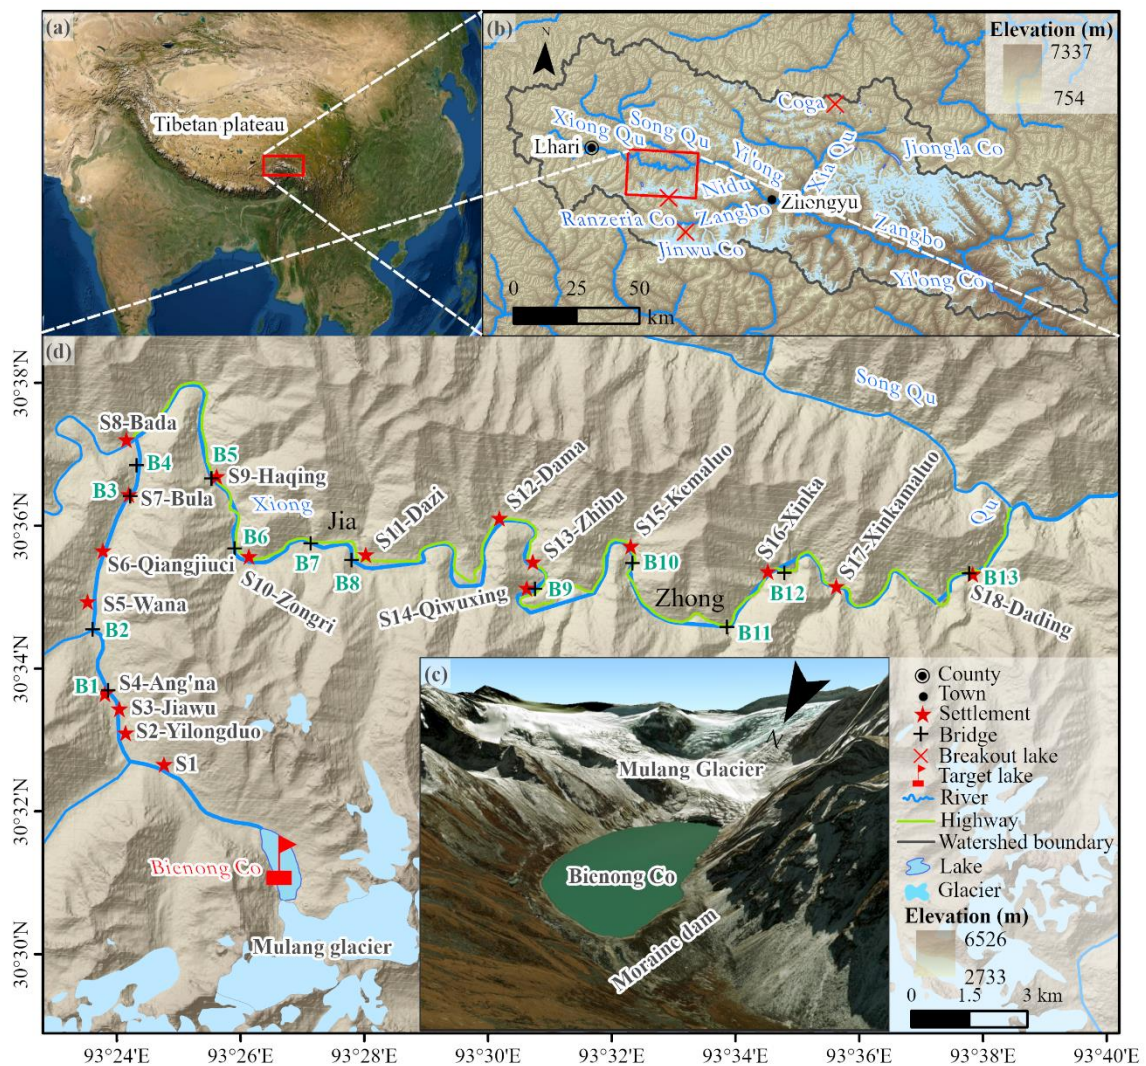 (a)
Tibetan plateau
(b)
N
Elevation (m)
7337
754
Coga
Xiong Qu
Song Qu
Lhari
Yi'ong
Xia Qu
Jiongla Co
Nidu
Zhongyu
Ranzeria Co
Zangbo
Zangbo
Jinwu Co
Yi'ong Co
0 25 50
km
(d)
30°38'N
30°36'N
30°34'N
30°32'N
30°30'N
Song Qu
S8-Bada
B4
B5
S9-Haqing
B3
S7-Bula
Xiong
S12-Dama
S13-Zhibu
S15-Kemaluo
S16-Xinka
S17-Xinkamaluo
Qu
B6
Jia
S11-Dazi
S6-Qiangjiuci
B7
B8
S10-Zongri
S14-Qiwuxing
B9
B10
B12
B13
S18-Dading
S5-Wana
Zhong
B2
B11
B1
S4-Ang'na
S3-Jiawu
S2-Yilongduo
S1
Bienong Co
Mulang glacier
(c)
N
Mulang Glacier
Bienong Co
Moraine dam
County
Town
Settlement
Bridge
Breakout lake
Target lake
River
Highway
Watershed boundary
Lake
Glacier
Elevation (m)
6526
2733
0 1.5 3 km
93°24'E 93°26'E 93°28'E 93°30'E 93°32'E 93°34'E 93°36'E 93°38'E 93°40'E